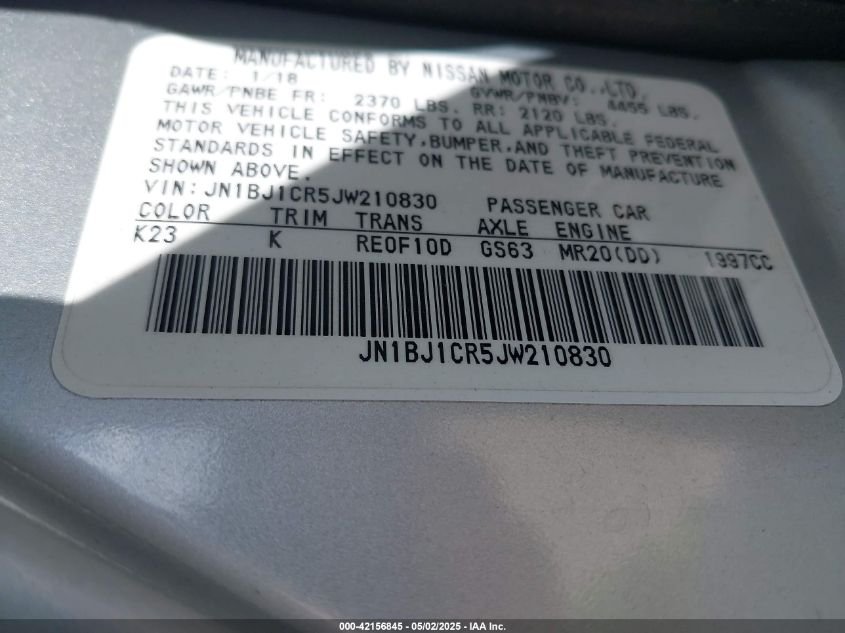 MANUFACTURED BY NISSAN MOTOR CO.,LTD.
DATE: 1/18 GVWR/PNBV: 4455 LBS.
GAWR/PNBE FR: 2370 LBS. RR: 2120 LBS.
THIS VEHICLE CONFORMS TO ALL APPLICABLE FEDERAL
MOTOR VEHICLE SAFETY,BUMPER,AND THEFT PREVENTION
STANDARDS IN EFFECT ON THE DATE OF MANUFACTURE
SHOWN ABOVE.
VIN: JN1BJ1CR5JW210830 PASSENGER CAR
COLOR TRIM TRANS AXLE ENGINE
K23 K RE0F10D GS63 MR20(DD) 1997CC
JN1BJ1CR5JW210830
000-42156845 - 05/02/2025 - IAA Inc.